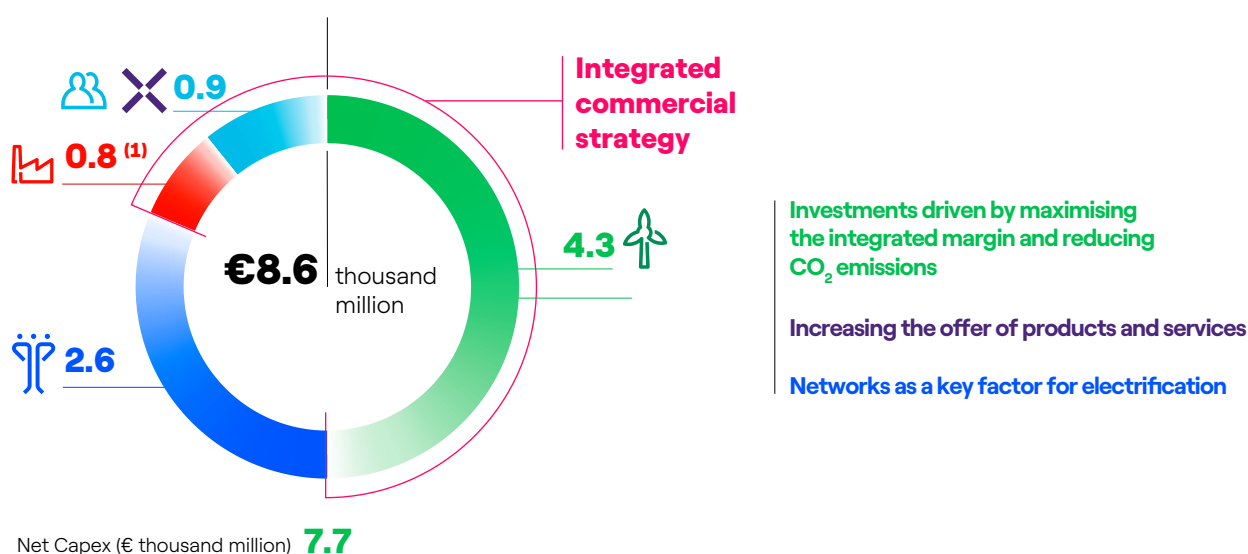 0.9
Integrated
commercial
strategy
0.8 (1)
4.3
Investments driven by maximising
the integrated margin and reducing
CO2 emissions
€8.6 thousand
million
Increasing the offer of products and services
2.6
Networks as a key factor for electrification
Net Capex (€ thousand million) 7.7